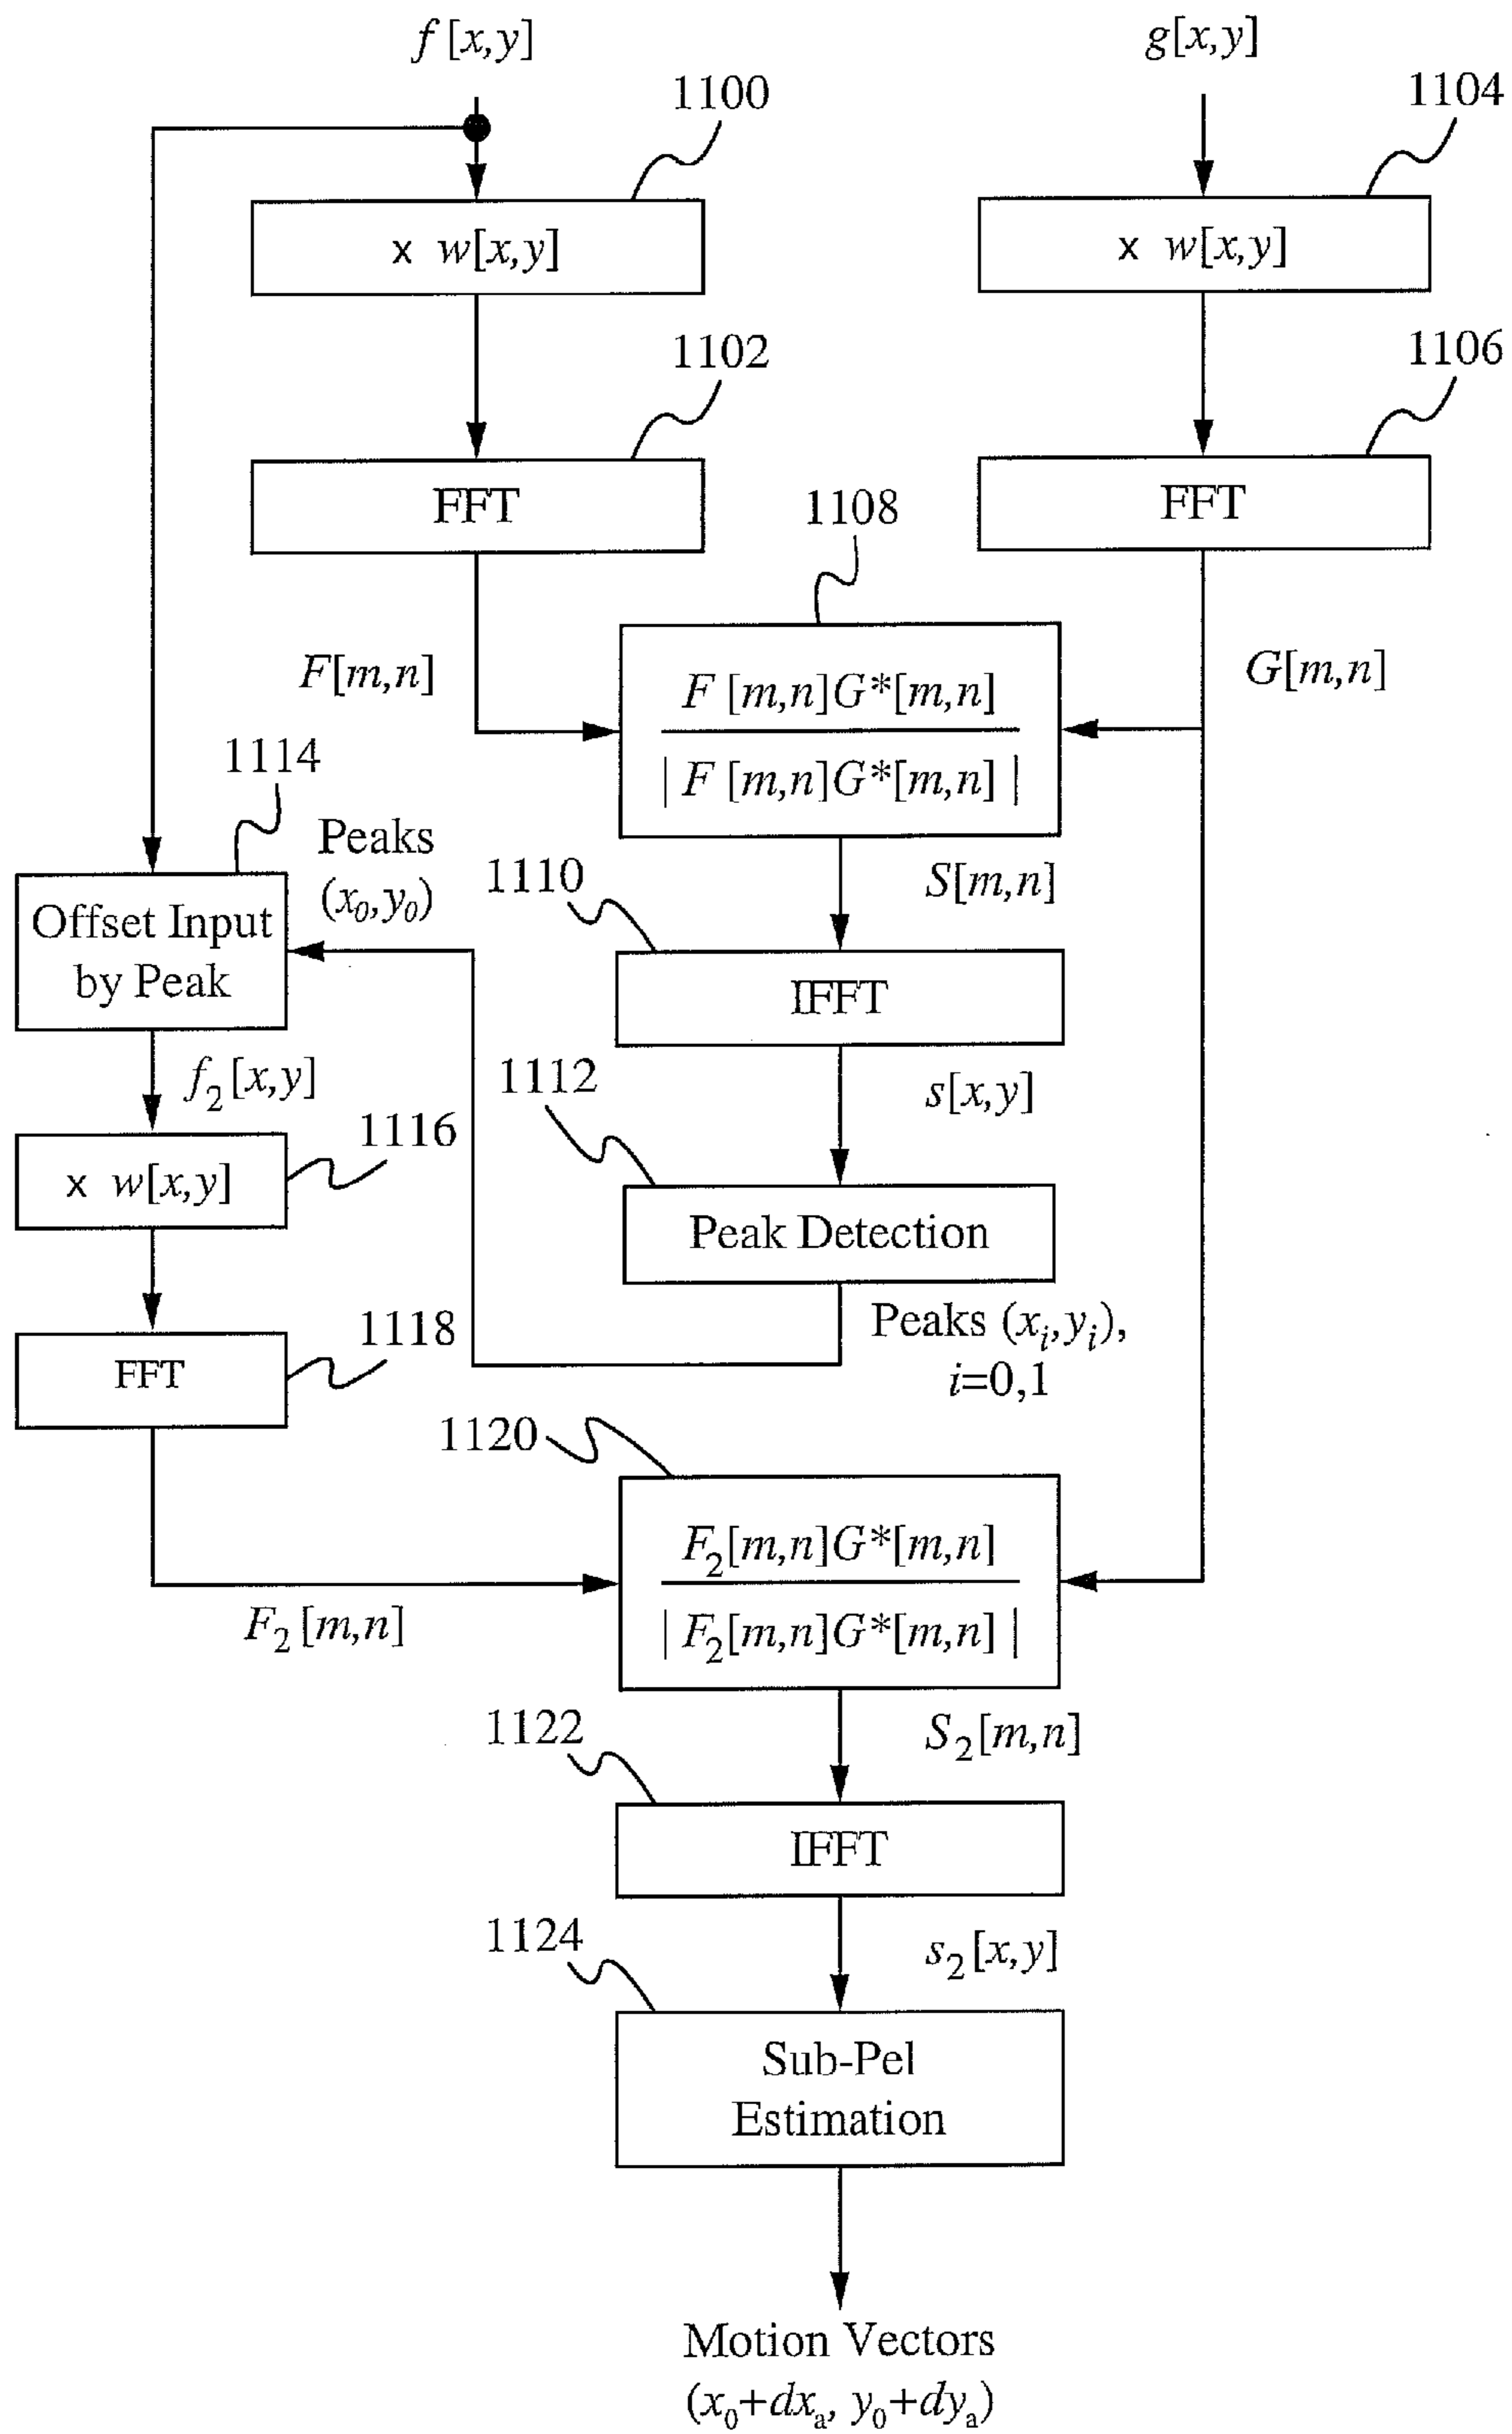 f [x,y]
g[x,y]
1100
1104
x w[x,y]
x w[x,y]
1102
1106
FFT
FFT
1108
F[m,n]
G[m,n]
F [m,n]G*[m,n]
| F [m,n]G*[m,n] |
1114
Peaks
(x₀,y₀)
1110
S[m,n]
Offset Input
by Peak
IFFT
f₂ [x,y]
1112
s[x,y]
1116
x w[x,y]
Peak Detection
1118
Peaks (xᵢ,yᵢ),
i=0,1
FFT
1120
F₂[m,n]G*[m,n]
| F₂[m,n]G*[m,n] |
F₂ [m,n]
1122
S₂ [m,n]
IFFT
1124
s₂ [x,y]
Sub-Pel
Estimation
Motion Vectors
(x₀+dxₐ, y₀+dyₐ)